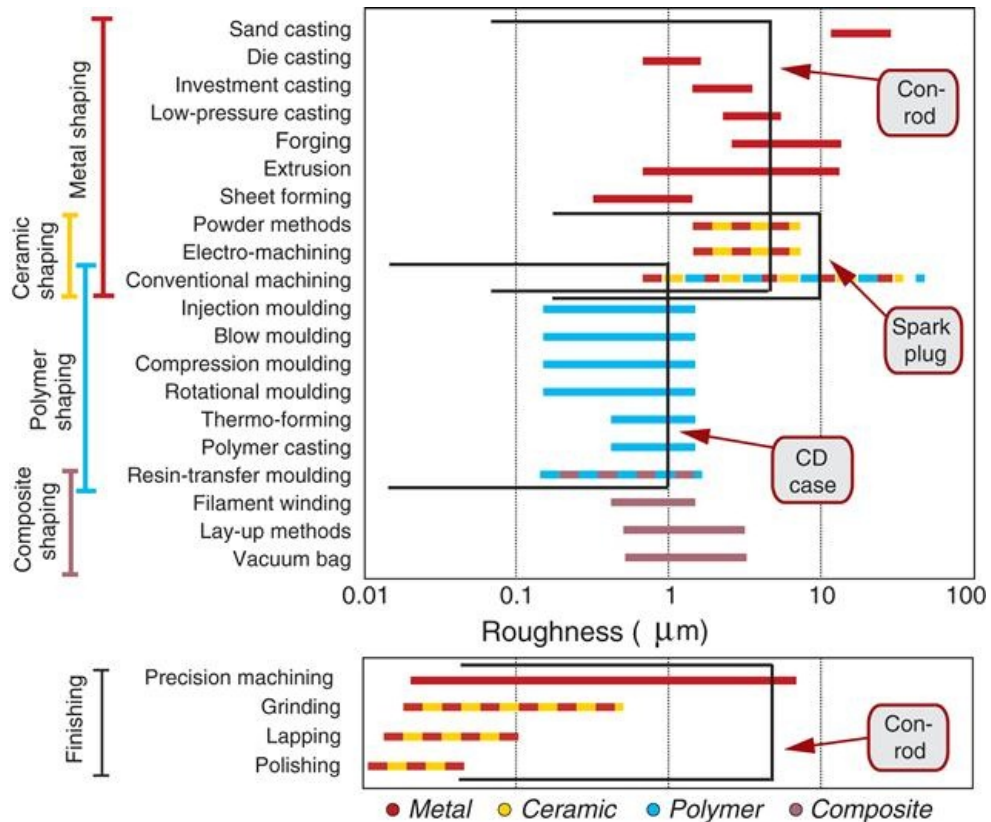 Metal shaping
Ceramic
shaping
Polymer
shaping
Composite
shaping
Sand casting
Die casting
Investment casting
Low-pressure casting
Forging
Extrusion
Sheet forming
Powder methods
Electro-machining
Conventional machining
Injection moulding
Blow moulding
Compression moulding
Rotational moulding
Thermo-forming
Polymer casting
Resin-transfer moulding
Filament winding
Lay-up methods
Vacuum bag
Con-
rod
Spark
plug
CD
case
0.01 0.1 1 10 100
Roughness ( μm)
Finishing
Precision machining
Grinding
Lapping
Polishing
Con-
rod
Metal Ceramic Polymer Composite